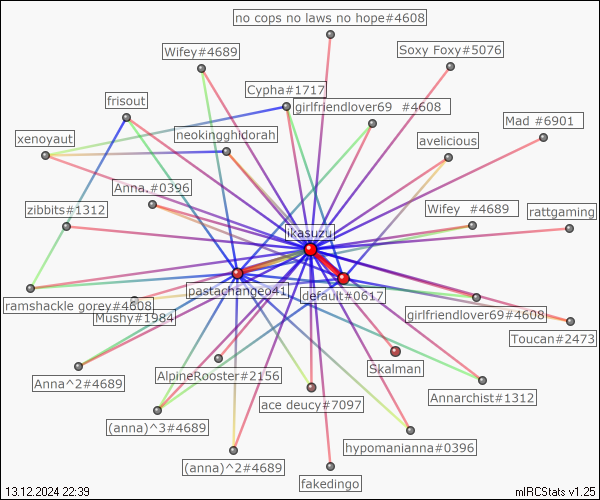 no cops no laws no hope#4608
Wifey#4689
Soxy Foxy#5076
Cypha#1717
frisout
girlfriendlover69 #4608
Mad #6901
neokingghidorah
xenoyaut
avelicious
Anna.#0396
zibbits#1312
Wifey #4689
rattgaming
ikasuzu
pastachange041
default#0617
ramshackle gorey#4608
Mushy#1984
girlfriendlover69#4608
Toucan#2473
Skalman
Anna^2#4689
AlpineRooster#2156
Annarchist#1312
ace deucy#7097
(anna)^3#4689
hypomanianna#0396
(anna)^2#4689
fakedingo
13.12.2024 22:39
mIRCStats v1.25